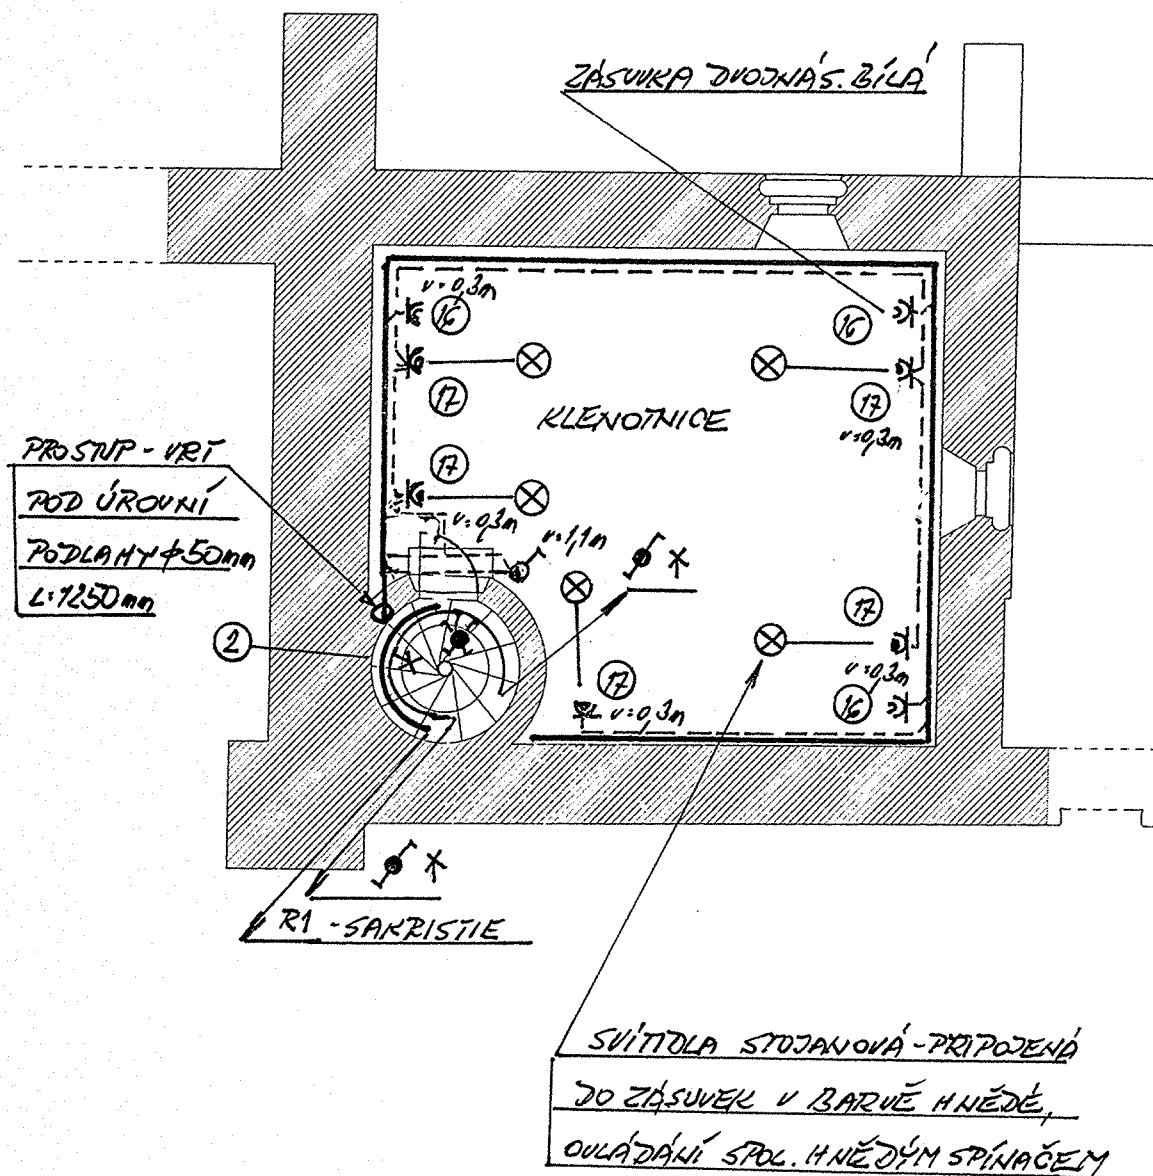 ZÁSUVKA DVOJNÁS. BÍLÁ
v=0,3m
16
16
17
17
v=0,3m
KLENOTNICE
17
PROSTUP - VRT
POD ÚROVNÍ
PODLAHY ϕ50mm
L=1250mm
v=0,3m
v=1,1m
2
17
v=0,3m
17
v=0,3m
16
R1 - SAKRISTIE
SVÍTIDLA STOJANOVÁ - PŘIPOJENÁ
DO ZÁSUVEK V BARVĚ HNĚDÉ,
OVLÁDÁNÍ SPOL. HNĚDÝM SPÍNAČEM